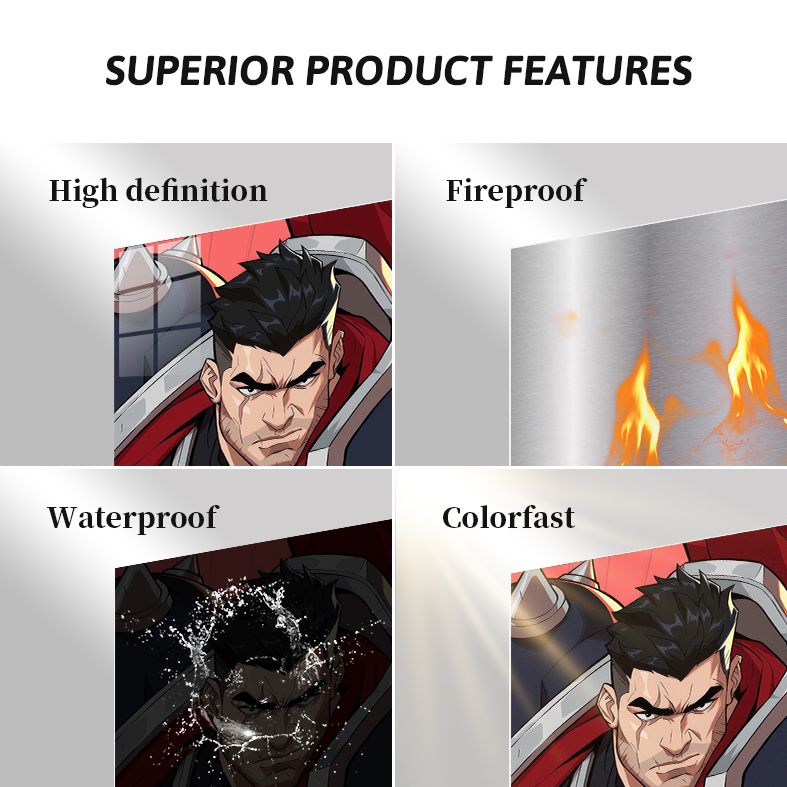 SUPERIOR PRODUCT FEATURES
High definition
Fireproof
Waterproof
Colorfast